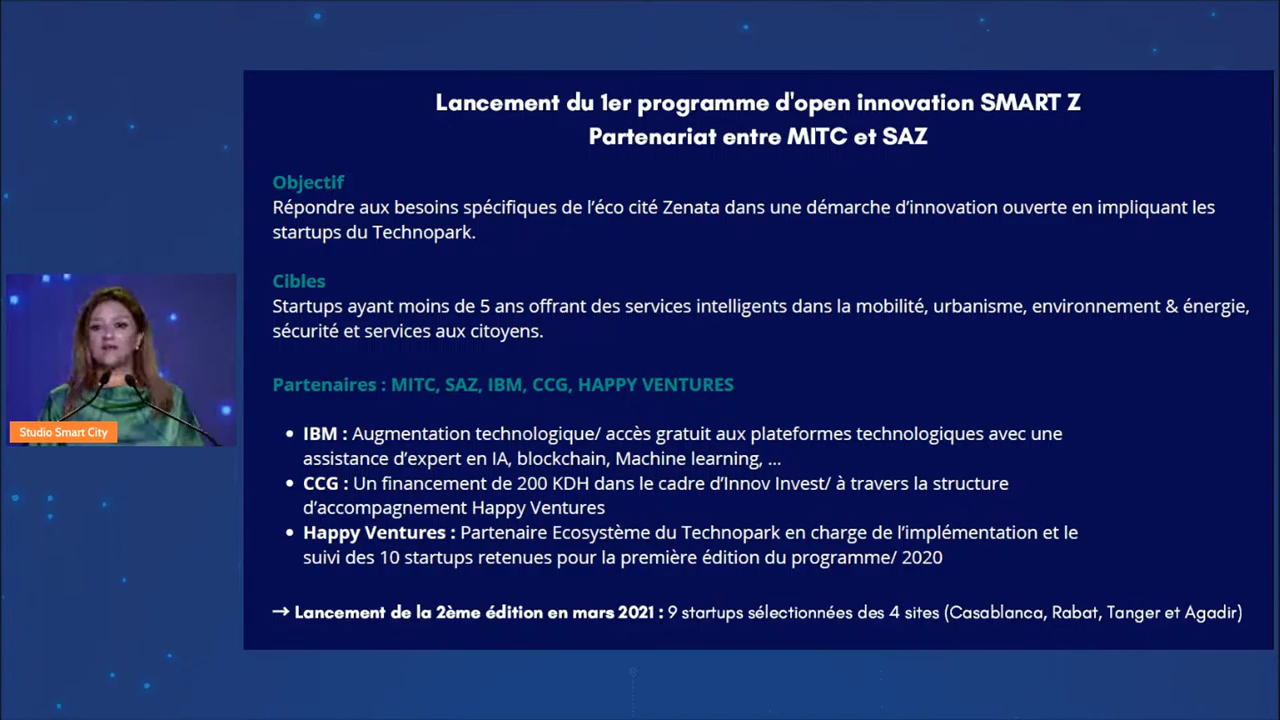 Lancement du 1er programme d'open innovation SMART Z
Partenariat entre MITC et SAZ
Objectif
Répondre aux besoins spécifiques de l’éco cité Zenata dans une démarche d’innovation ouverte en impliquant les
startups du Technopark.
Cibles
Startups ayant moins de 5 ans offrant des services intelligents dans la mobilité, urbanisme, environnement & énergie,
sécurité et services aux citoyens.
Partenaires : MITC, SAZ, IBM, CCG, HAPPY VENTURES
• IBM : Augmentation technologique/ accès gratuit aux plateformes technologiques avec une
assistance d’expert en IA, blockchain, Machine learning, ...
• CCG : Un financement de 200 KDH dans le cadre d’Innov Invest/ à travers la structure
d’accompagnement Happy Ventures
• Happy Ventures : Partenaire Ecosystème du Technopark en charge de l’implémentation et le
suivi des 10 startups retenues pour la première édition du programme/ 2020
→ Lancement de la 2ème édition en mars 2021 : 9 startups sélectionnées des 4 sites (Casablanca, Rabat, Tanger et Agadir)
Studio Smart City